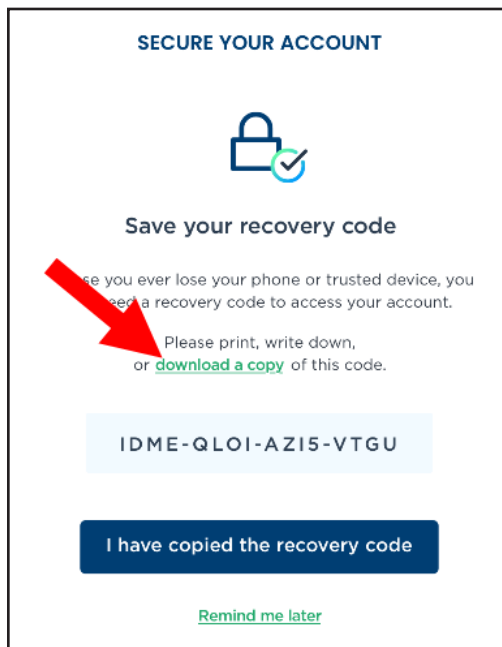 SECURE YOUR ACCOUNT
Save your recovery code
se you ever lose your phone or trusted device, you
eed a recovery code to access your account.
Please print, write down,
or download a copy of this code.
IDME-QLOI-AZI5-VTGU
I have copied the recovery code
Remind me later